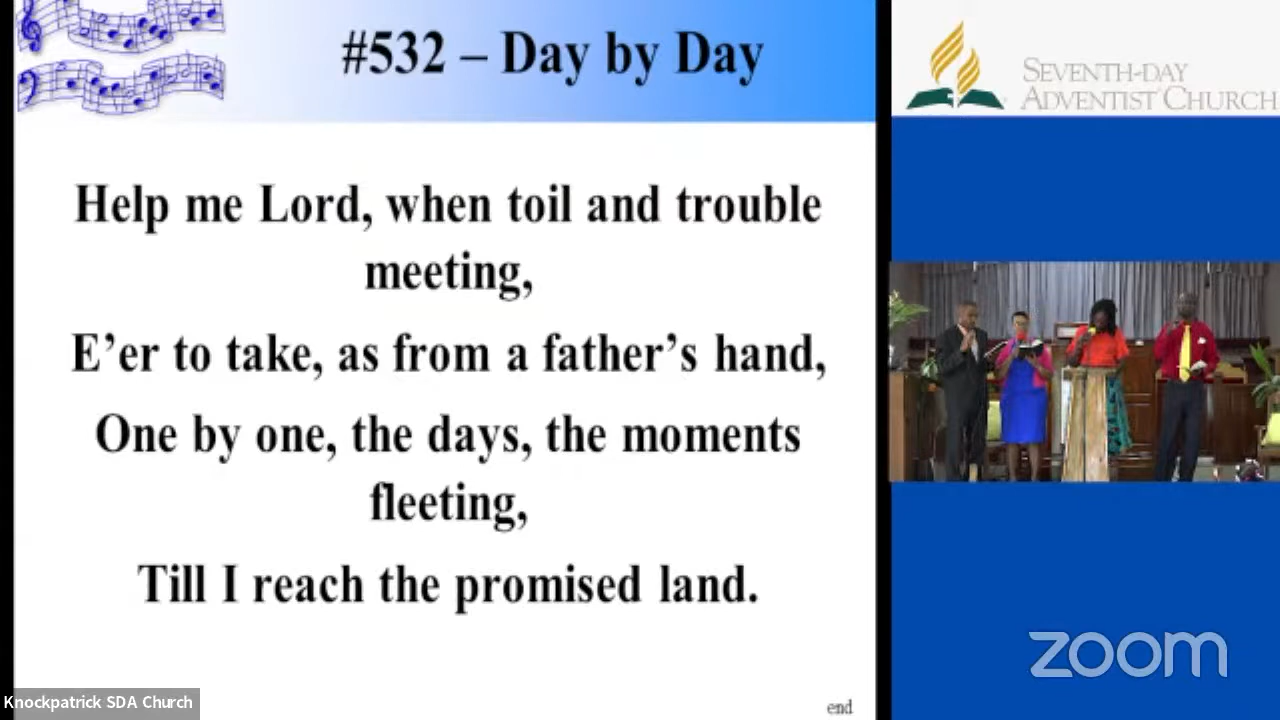 #532 – Day by Day
Help me Lord, when toil and trouble
meeting,
E’er to take, as from a father’s hand,
One by one, the days, the moments
fleeting,
Till I reach the promised land.
end
SEVENTH-DAY
ADVENTIST CHURCH
zoom
Knockpatrick SDA Church